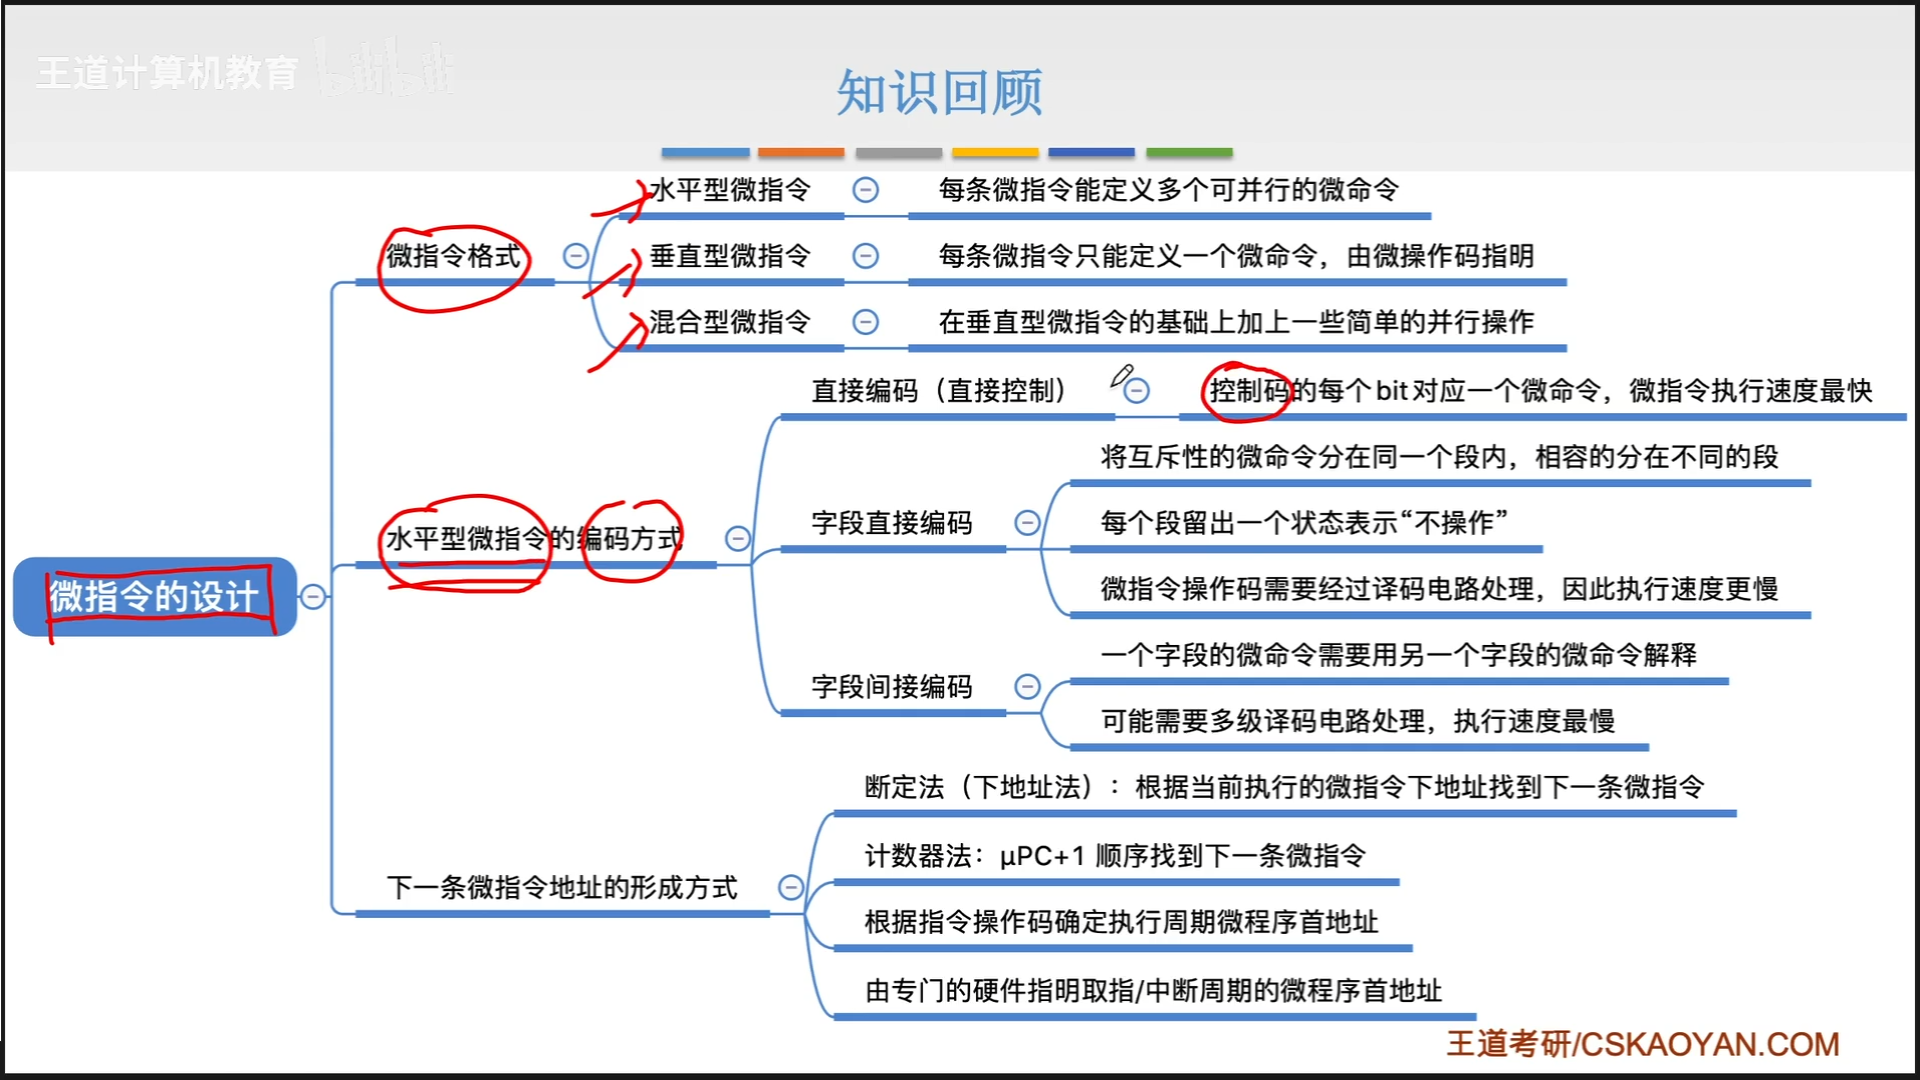 王道计算机教育 bilibili
知识回顾
微指令的设计
微指令格式
水平型微指令
每条微指令能定义多个可并行的微命令
垂直型微指令
每条微指令只能定义一个微命令，由微操作码指明
混合型微指令
在垂直型微指令的基础上加上一些简单的并行操作
水平型微指令的编码方式
直接编码（直接控制）
控制码的每个bit对应一个微命令，微指令执行速度最快
字段直接编码
将互斥性的微命令分在同一个段内，相容的分在不同的段
每个段留出一个状态表示“不操作”
微指令操作码需要经过译码电路处理，因此执行速度更慢
字段间接编码
一个字段的微命令需要用另一个字段的微命令解释
可能需要多级译码电路处理，执行速度最慢
下一条微指令地址的形成方式
断定法（下地址法）：根据当前执行的微指令下地址找到下一条微指令
计数器法：μPC+1 顺序找到下一条微指令
根据指令操作码确定执行周期微程序首地址
由专门的硬件指明取指/中断周期的微程序首地址
王道考研/CSKAOYAN.COM